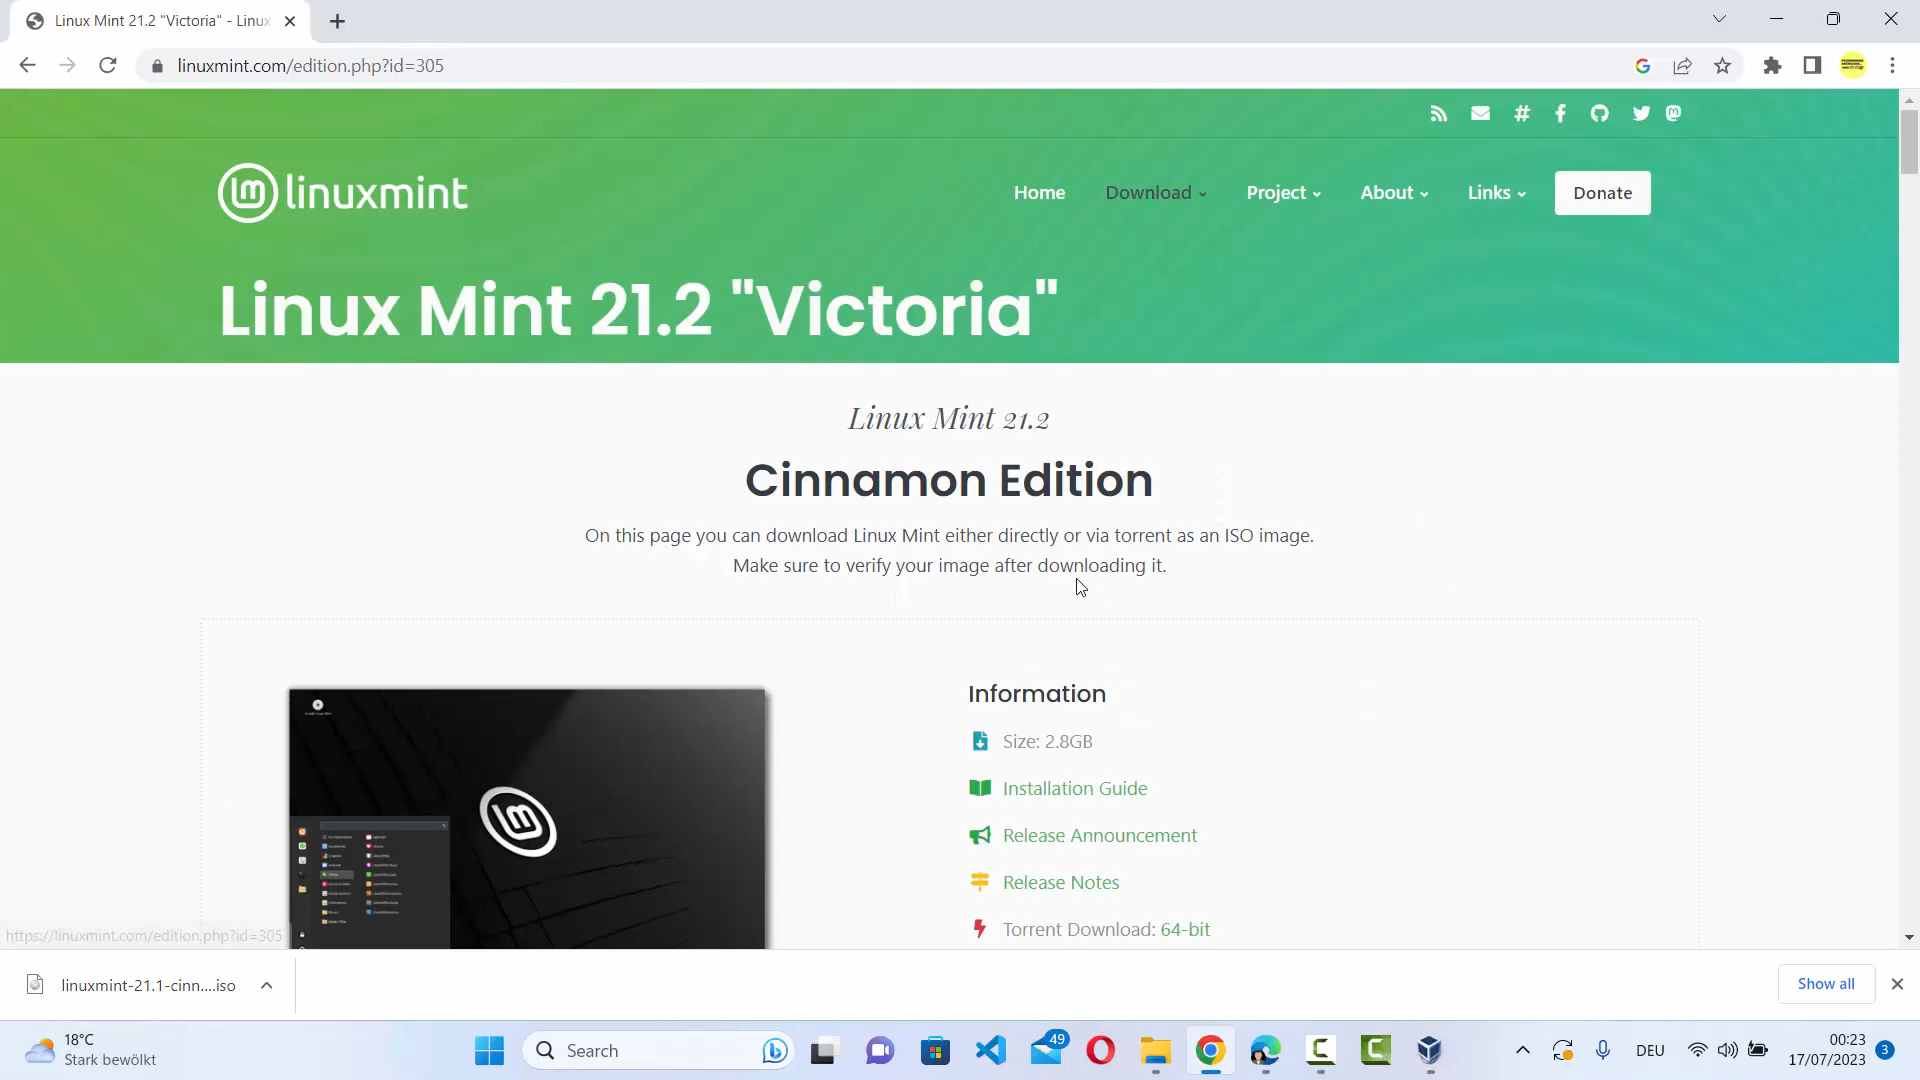 Linux Mint 21.2 "Victoria" - Linux
linuxmint.com/edition.php?id=305
linuxmint
Home
Download
Project
About
Links
Donate
Linux Mint 21.2 "Victoria"
Linux Mint 21.2
Cinnamon Edition
On this page you can download Linux Mint either directly or via torrent as an ISO image.
Make sure to verify your image after downloading it.
Information
Size: 2.8GB
Installation Guide
Release Announcement
Release Notes
Torrent Download: 64-bit
https://linuxmint.com/edition.php?id=305
linuxmint-21.1-cinn....iso
Show all
18°C
Stark bewölkt
Search
49
DEU
00:23
17/07/2023
3